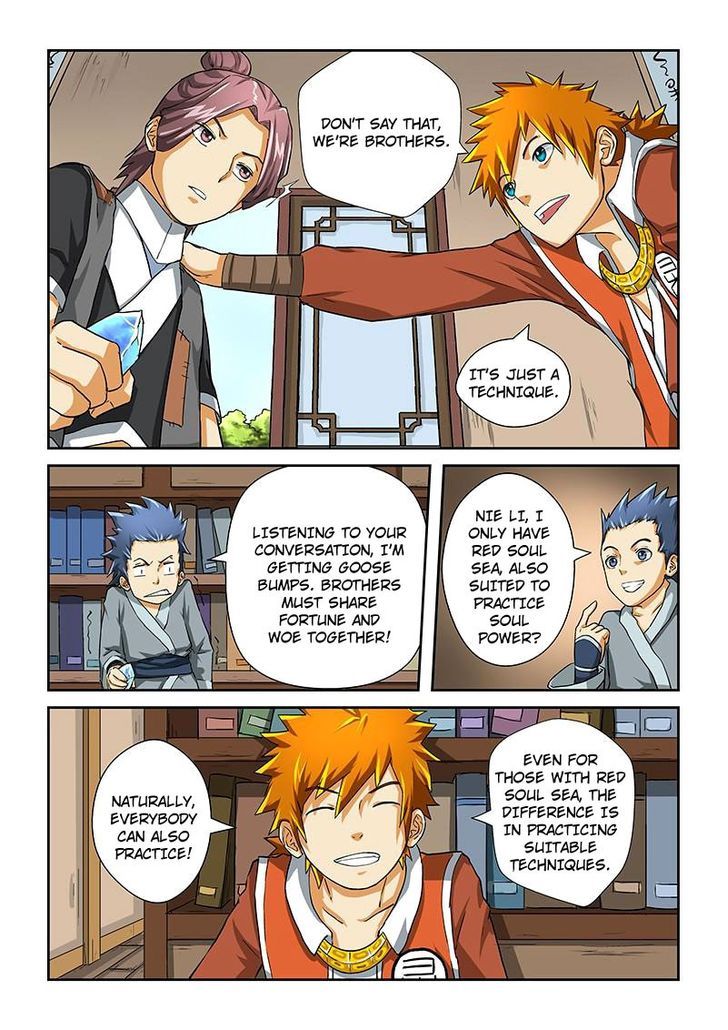 DON'T SAY THAT,
WE'RE BROTHERS.
IT'S JUST A
TECHNIQUE.
LISTENING TO YOUR
CONVERSATION, I'M
GETTING GOOSE
BUMPS. BROTHERS
MUST SHARE
FORTUNE AND
WOE TOGETHER!
NIE LI, I
ONLY HAVE
RED SOUL
SEA, ALSO
SUITED TO
PRACTICE
SOUL
POWER?
NATURALLY,
EVERYBODY
CAN ALSO
PRACTICE!
EVEN FOR
THOSE WITH RED
SOUL SEA, THE
DIFFERENCE IS
IN PRACTICING
SUITABLE
TECHNIQUES.